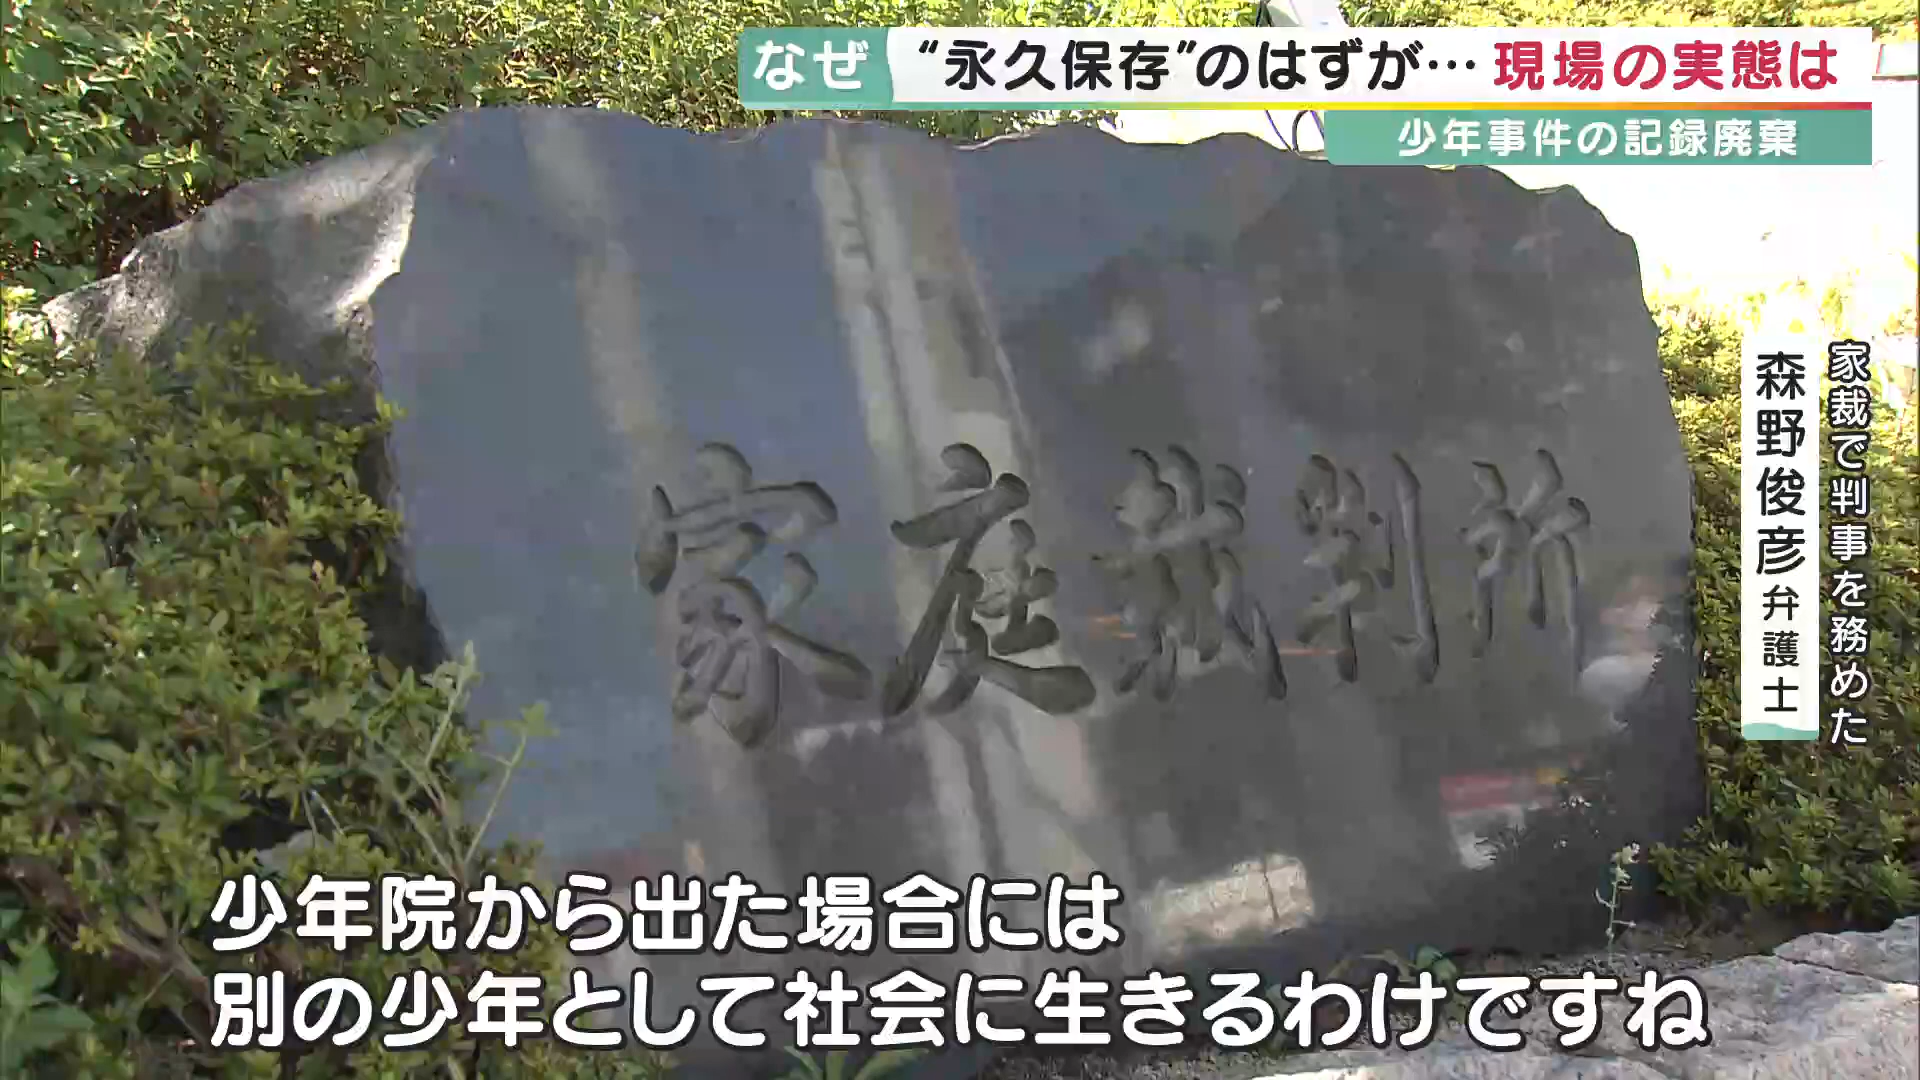 なぜ “永久保存”のはずが…現場の実態は
少年事件の記録廃棄
家裁で判事を務めた
森野俊彦弁護士
家庭裁判所
少年院から出た場合には
別の少年として社会に生きるわけですね